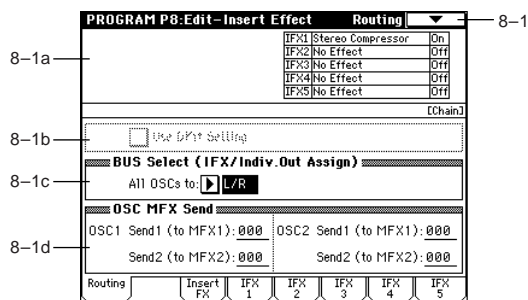 PROGRAM P8:Edit-Insert Effect Routing
8–1
IFX1 Stereo Compressor On
IFX2 No Effect Off
IFX3 No Effect Off
IFX4 No Effect Off
IFX5 No Effect Off
8–1a
[Chain]
8–1b
Use DKit Setting
BUS Select (IFX/Indiv.Out Assign)
8–1c
All OSCs to: L/R
OSC MFX Send
OSC1 Send1 (to MFX1): 000 OSC2 Send1 (to MFX1): 000
8–1d
Send2 (to MFX2): 000 Send2 (to MFX2): 000
Routing Insert FX IFX 1 IFX 2 IFX 3 IFX 4 IFX 5